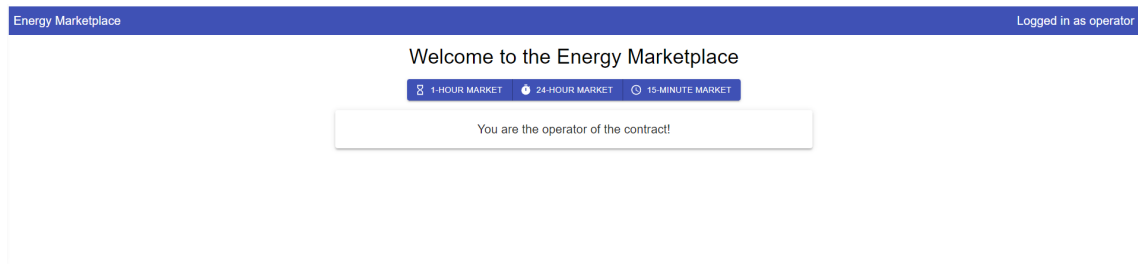 Energy Marketplace Logged in as operator
Welcome to the Energy Marketplace
1-HOUR MARKET 24-HOUR MARKET 15-MINUTE MARKET
You are the operator of the contract!